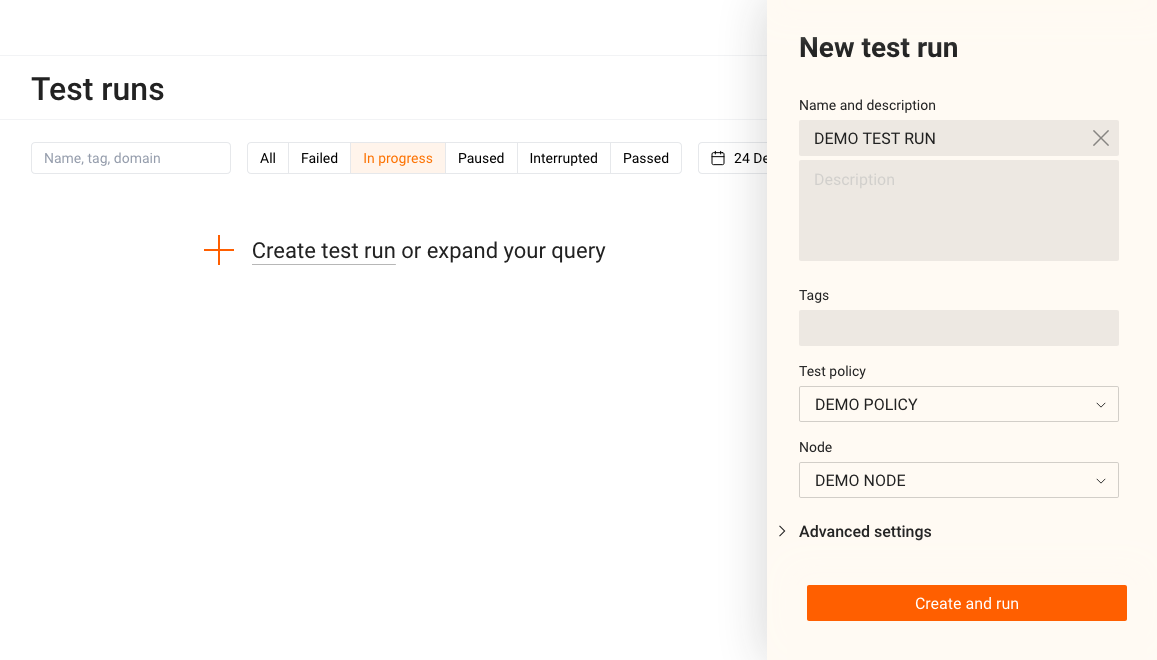 Test runs
Name, tag, domain
All Failed In progress Paused Interrupted Passed
24 De
Create test run or expand your query
New test run
Name and description
DEMO TEST RUN
Description
Tags
Test policy
DEMO POLICY
Node
DEMO NODE
Advanced settings
Create and run